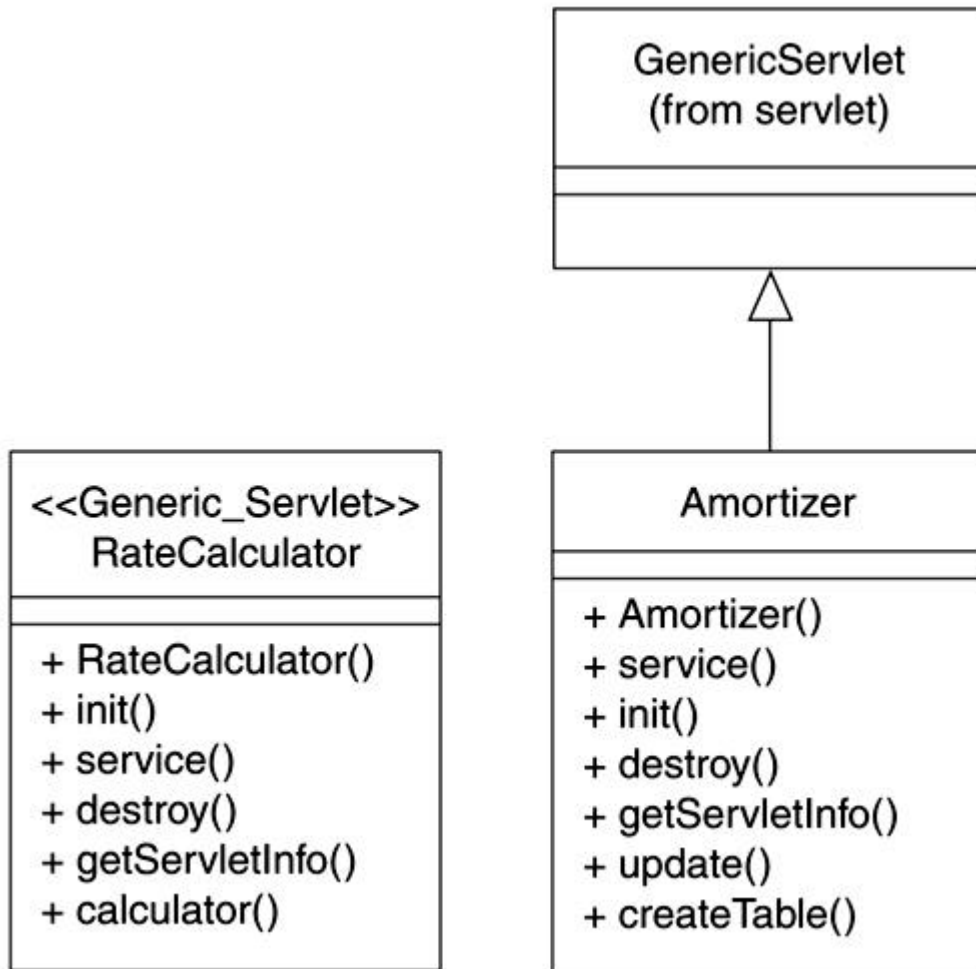 GenericServlet
(from servlet)
<<Generic_Servlet>>
RateCalculator
+ RateCalculator()
+ init()
+ service()
+ destroy()
+ getServletInfo()
+ calculator()
Amortizer
+ Amortizer()
+ service()
+ init()
+ destroy()
+ getServletInfo()
+ update()
+ createTable()